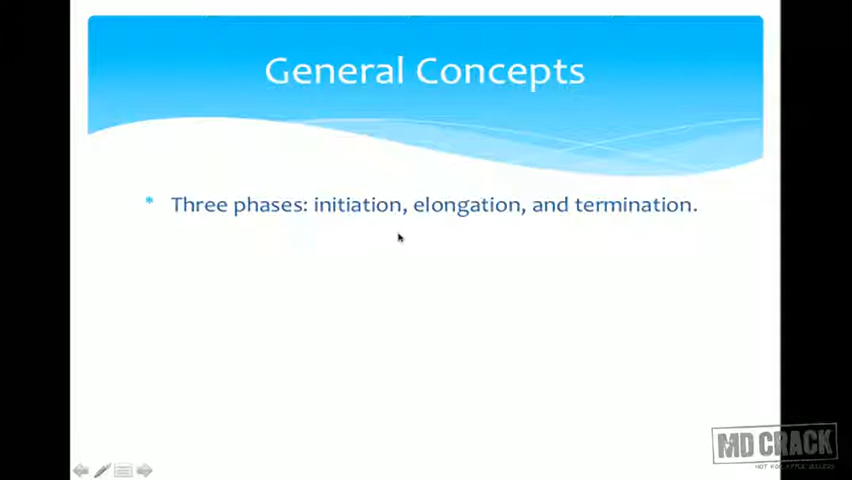 General Concepts
* Three phases: initiation, elongation, and termination.
MD CRACK